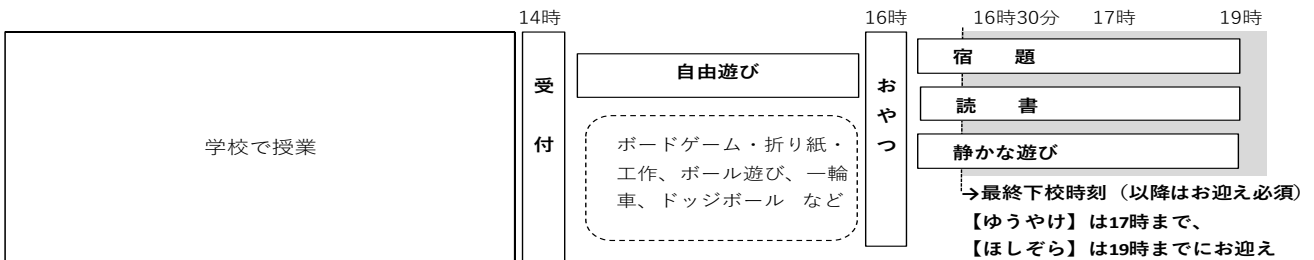 14時
16時
16時30分
17時
19時
学校で授業
受付
自由遊び
ボードゲーム・折り紙・
工作、ボール遊び、一輪
車、ドッジボール　など
おやつ
宿　題
読　書
静かな遊び
→最終下校時刻（以降はお迎え必須）
【ゆうやけ】は17時まで、
【ほしぞら】は19時までにお迎え